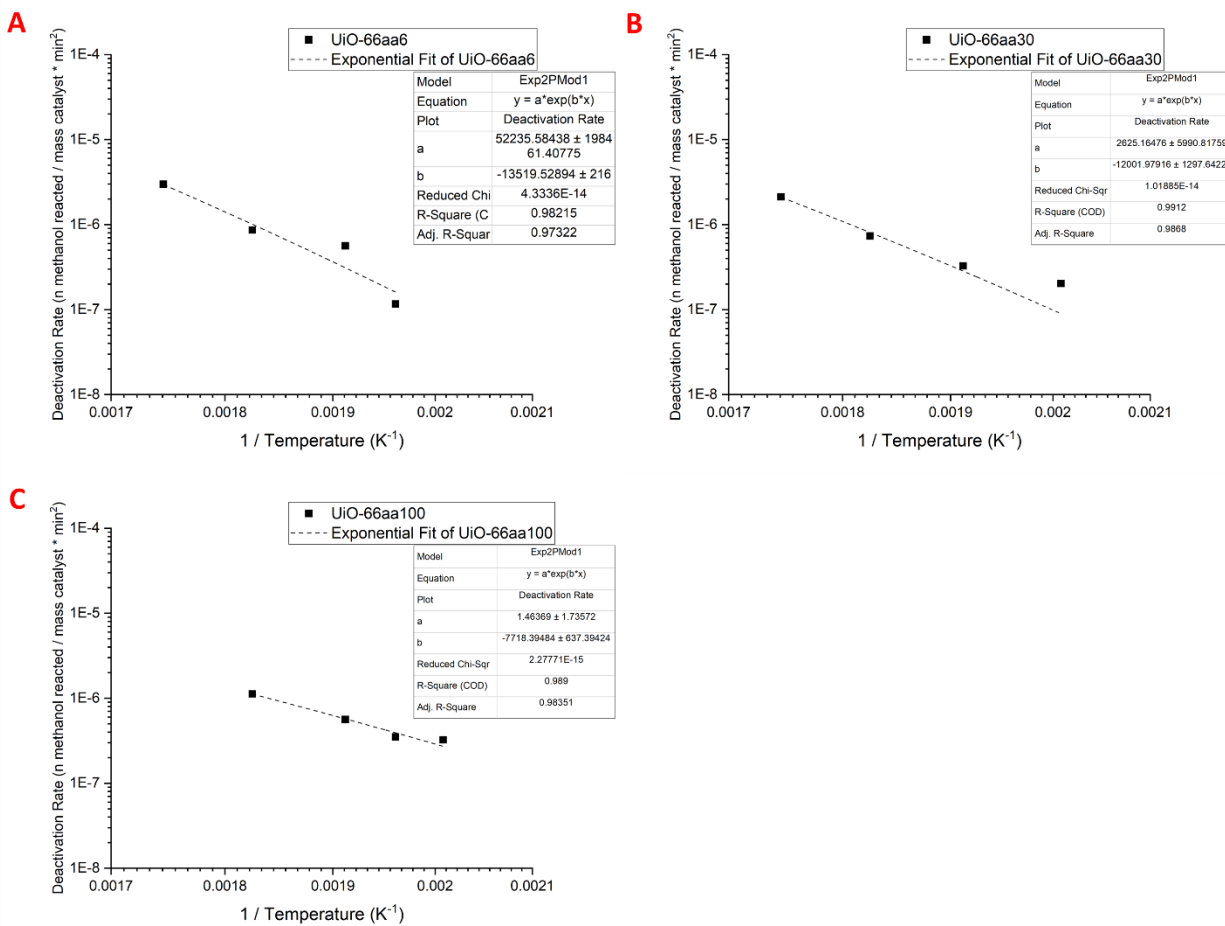 A
UiO-66aa6
Exponential Fit of UiO-66aa6
Model Exp2PMod1
Equation y = a*exp(b*x)
Plot Deactivation Rate
a 52235.58438 ± 1984
61.40775
b -13519.52894 ± 216
Reduced Chi 4.3336E-14
R-Square (C 0.98215
Adj. R-Squar 0.97322
Deactivation Rate (n methanol reacted / mass catalyst * min²)
1E-4
1E-5
1E-6
1E-7
1E-8
0.0017 0.0018 0.0019 0.002 0.0021
1 / Temperature (K⁻¹)
B
UiO-66aa30
Exponential Fit of UiO-66aa30
Model Exp2PMod1
Equation y = a*exp(b*x)
Plot Deactivation Rate
a 2625.16476 ± 5990.81759
b -12001.97916 ± 1297.6422
Reduced Chi-Sqr 1.01885E-14
R-Square (COD) 0.9912
Adj. R-Square 0.9868
Deactivation Rate (n methanol reacted / mass catalyst * min²)
1E-4
1E-5
1E-6
1E-7
1E-8
0.0017 0.0018 0.0019 0.002 0.0021
1 / Temperature (K⁻¹)
C
UiO-66aa100
Exponential Fit of UiO-66aa100
Model Exp2PMod1
Equation y = a*exp(b*x)
Plot Deactivation Rate
a 1.46369 ± 1.73572
b -7718.39484 ± 637.39424
Reduced Chi-Sqr 2.27771E-15
R-Square (COD) 0.989
Adj. R-Square 0.98351
Deactivation Rate (n methanol reacted / mass catalyst * min²)
1E-4
1E-5
1E-6
1E-7
1E-8
0.0017 0.0018 0.0019 0.002 0.0021
1 / Temperature (K⁻¹)